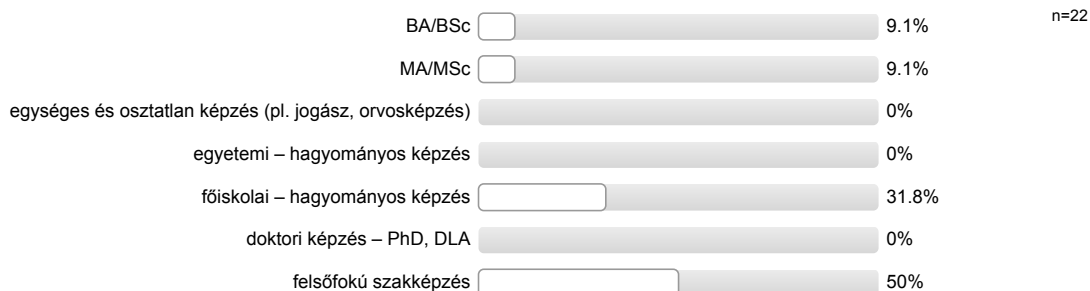 BA/BSc 9.1% n=22
MA/MSc 9.1%
egységes és osztatlan képzés (pl. jogász, orvosképzés) 0%
egyetemi – hagyományos képzés 0%
főiskolai – hagyományos képzés 31.8%
doktori képzés – PhD, DLA 0%
felsőfokú szakképzés 50%